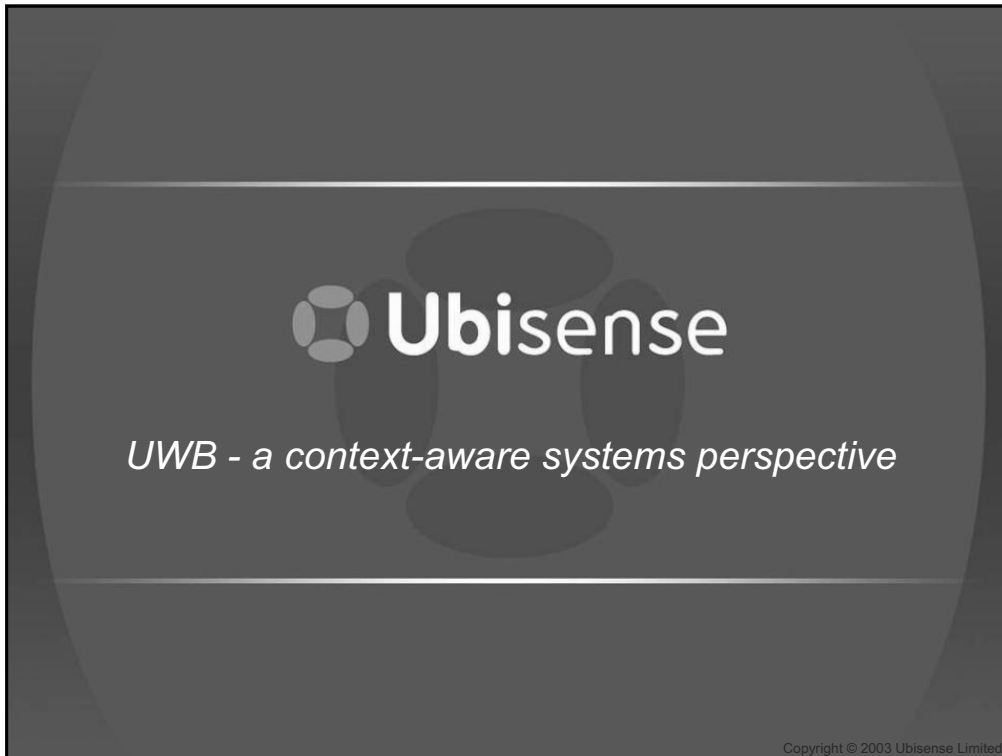 Ubisense
UWB - a context-aware systems perspective
Copyright © 2003 Ubisense Limited